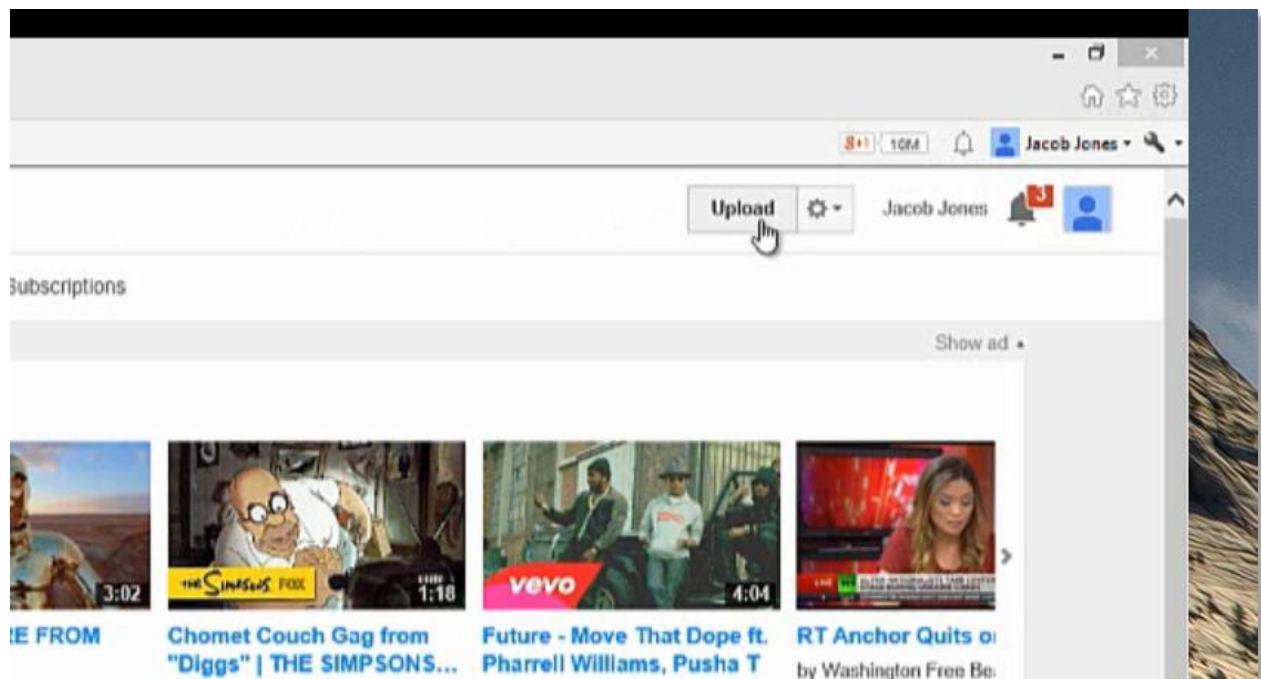 g+1 10M Jacob Jones
Upload Jacob Jones 3
Subscriptions
Show ad
3:02
THE SIMPSONS FOX 1:18
vevo 4:04
LIVE
E FROM
Chomet Couch Gag from
"Diggs" | THE SIMPSONS...
Future - Move That Dope ft.
Pharrell Williams, Pusha T
RT Anchor Quits o
by Washington Free Be